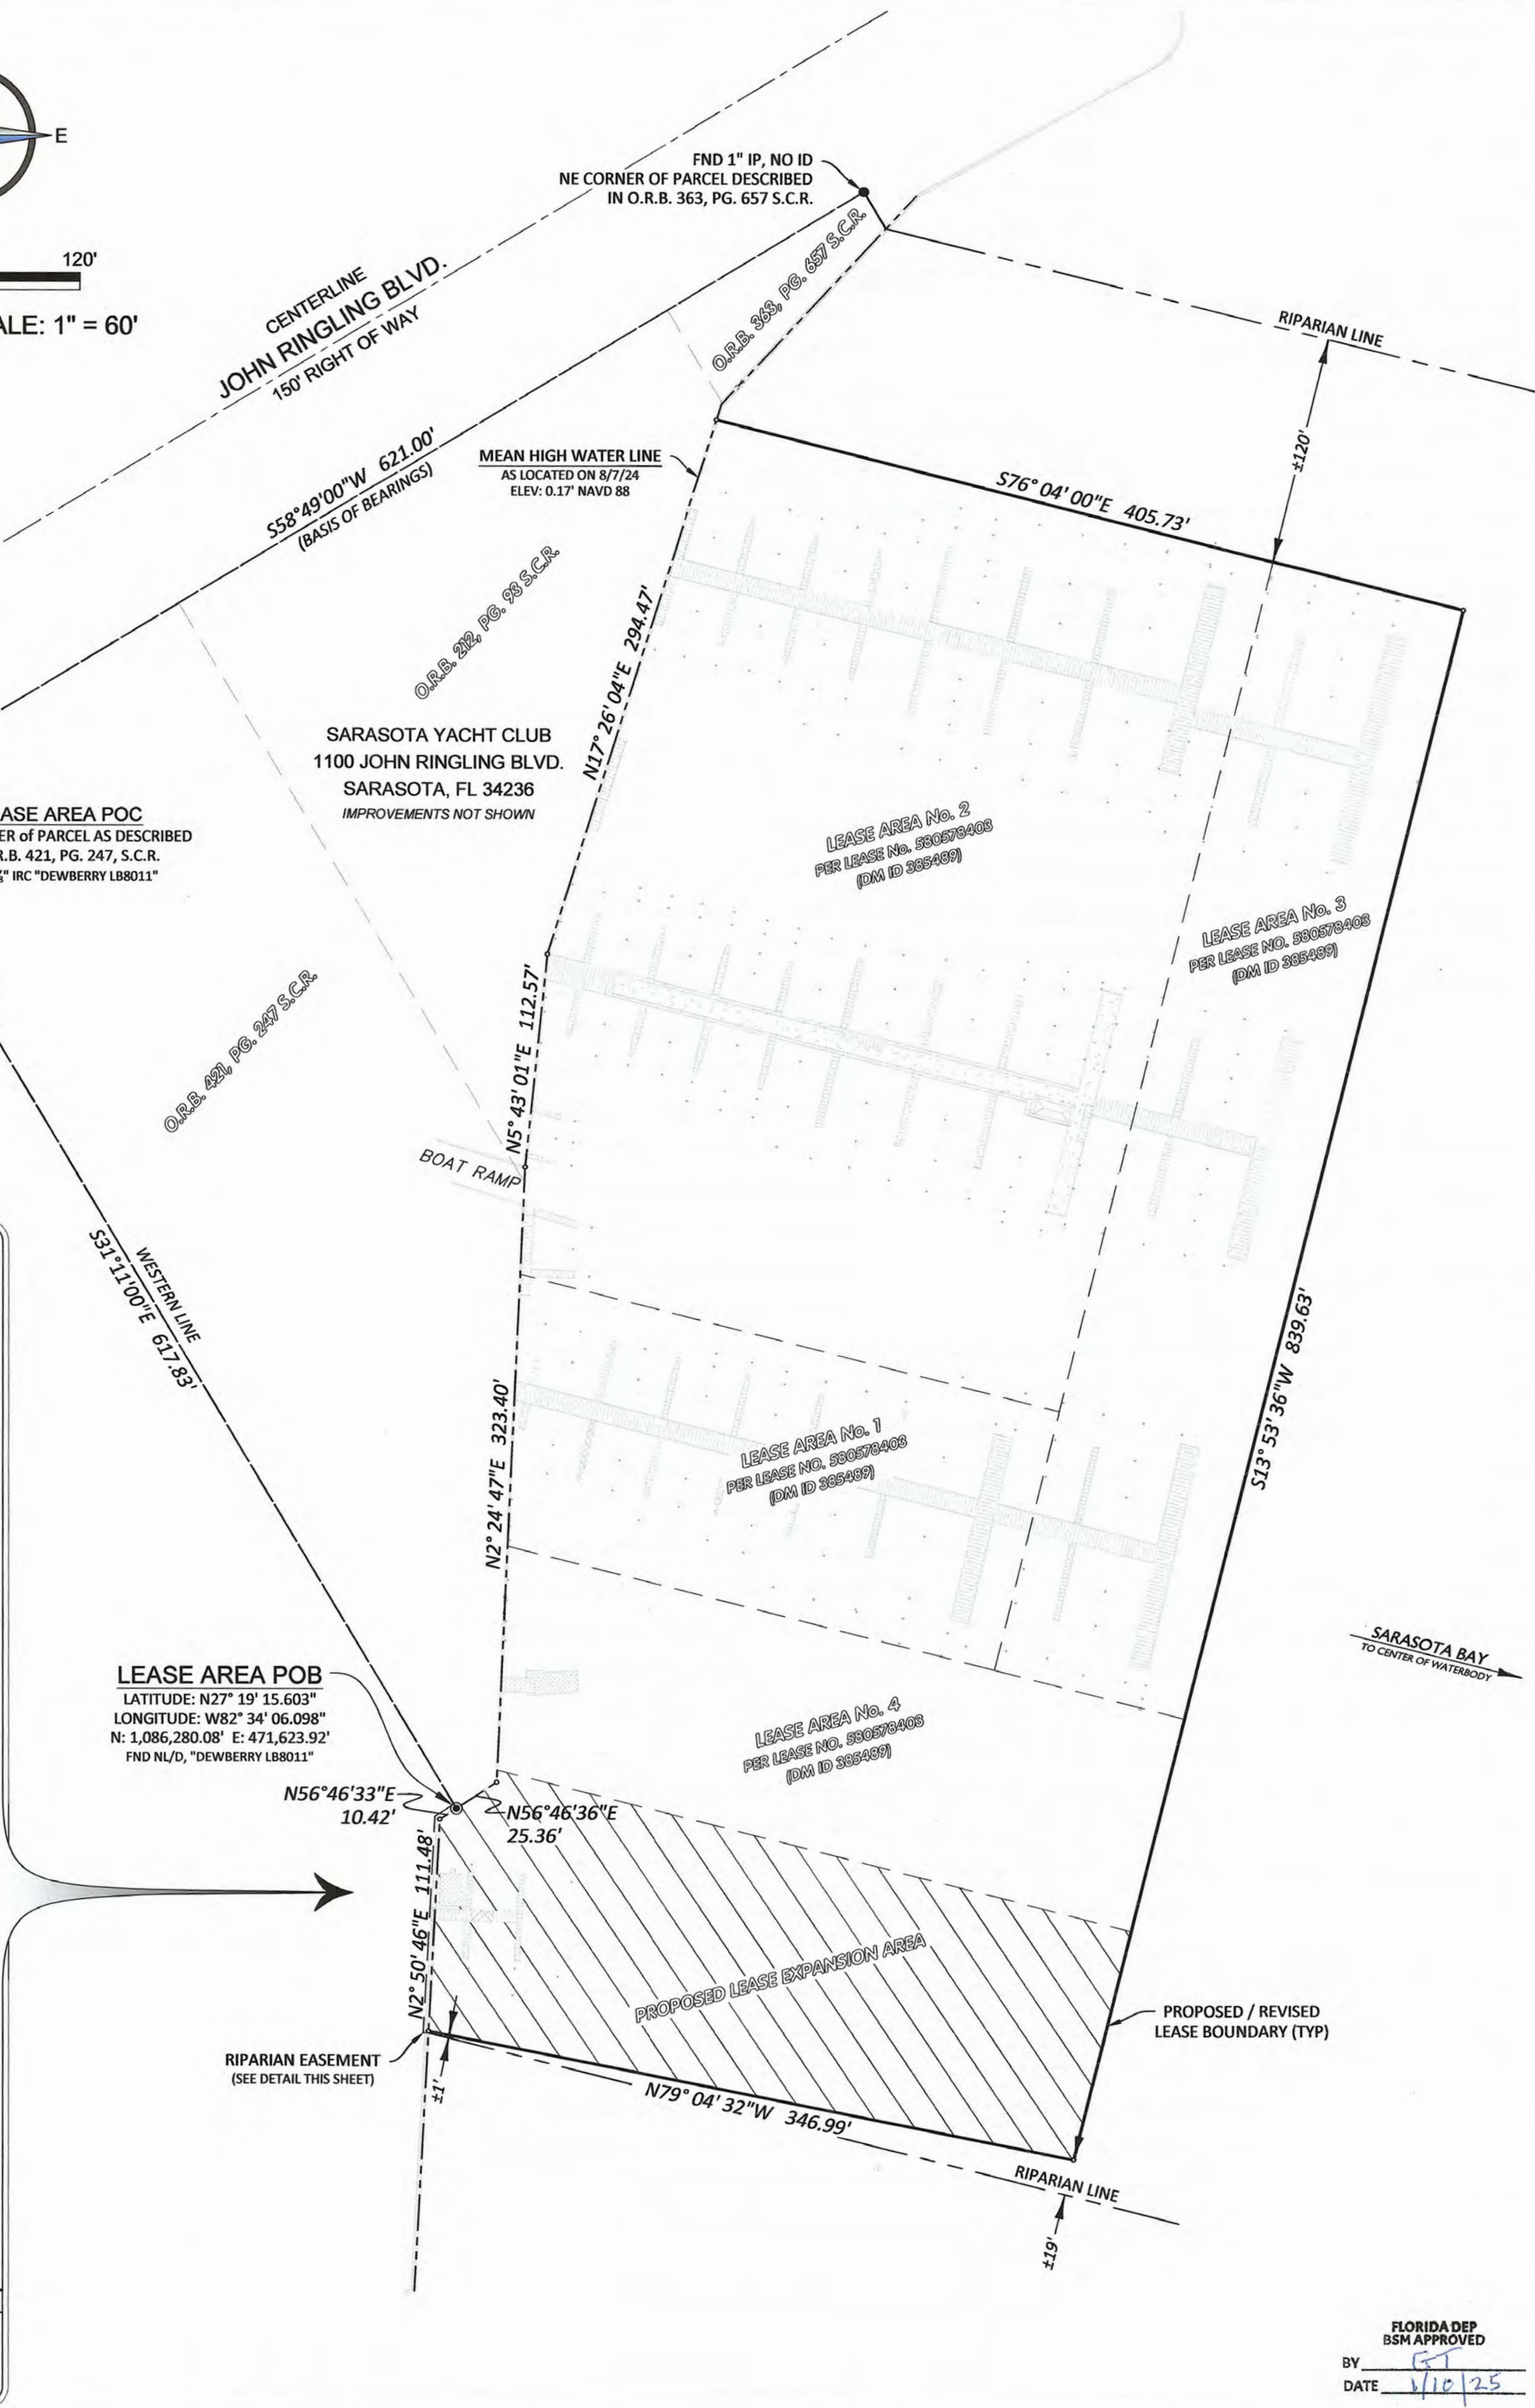 E
120'
ALE: 1" = 60'
FND 1" IP, NO ID
NE CORNER OF PARCEL DESCRIBED
IN O.R.B. 363, PG. 657 S.C.R.
O.R.B. 363, PG. 657 S.C.R.
CENTERLINE
JOHN RINGLING BLVD.
150' RIGHT OF WAY
RIPARIAN LINE
±120'
S58°49'00"W 621.00'
(BASIS OF BEARINGS)
MEAN HIGH WATER LINE
AS LOCATED ON 8/7/24
ELEV: 0.17' NAVD 88
S76° 04' 00"E 405.73'
O.R.B. 212, PG. 93 S.C.R.
N17° 26' 04"E 294.47'
SARASOTA YACHT CLUB
1100 JOHN RINGLING BLVD.
SARASOTA, FL 34236
IMPROVEMENTS NOT SHOWN
ASE AREA POC
ER of PARCEL AS DESCRIBED
R.B. 421, PG. 247, S.C.R.
" IRC "DEWBERRY LB8011"
LEASE AREA No. 2
PER LEASE No. 580578403
(DM ID 385489)
LEASE AREA No. 3
PER LEASE NO. 580578403
(DM ID 385489)
O.R.B. 421, PG. 247 S.C.R.
N5° 43' 01"E 112.57'
BOAT RAMP
WESTERN LINE
S31°11'00"E 617.83'
S13° 53' 36"W 839.63'
N2° 24' 47"E 323.40'
LEASE AREA No. 1
PER LEASE NO. 580578403
(DM ID 385489)
SARASOTA BAY
TO CENTER OF WATERBODY
LEASE AREA POB
LATITUDE: N27° 19' 15.603"
LONGITUDE: W82° 34' 06.098"
N: 1,086,280.08' E: 471,623.92'
FND NL/D, "DEWBERRY LB8011"
LEASE AREA No. 4
PER LEASE NO. 580578403
(DM ID 385489)
N56°46'33"E
10.42'
N56°46'36"E
25.36'
N2° 50' 46"E 111.48'
PROPOSED LEASE EXPANSION AREA
PROPOSED / REVISED
LEASE BOUNDARY (TYP)
RIPARIAN EASEMENT
(SEE DETAIL THIS SHEET)
±1'
N79° 04' 32"W 346.99'
RIPARIAN LINE
±19'
FLORIDA DEP
BSM APPROVED
BY
DATE 1/10/25